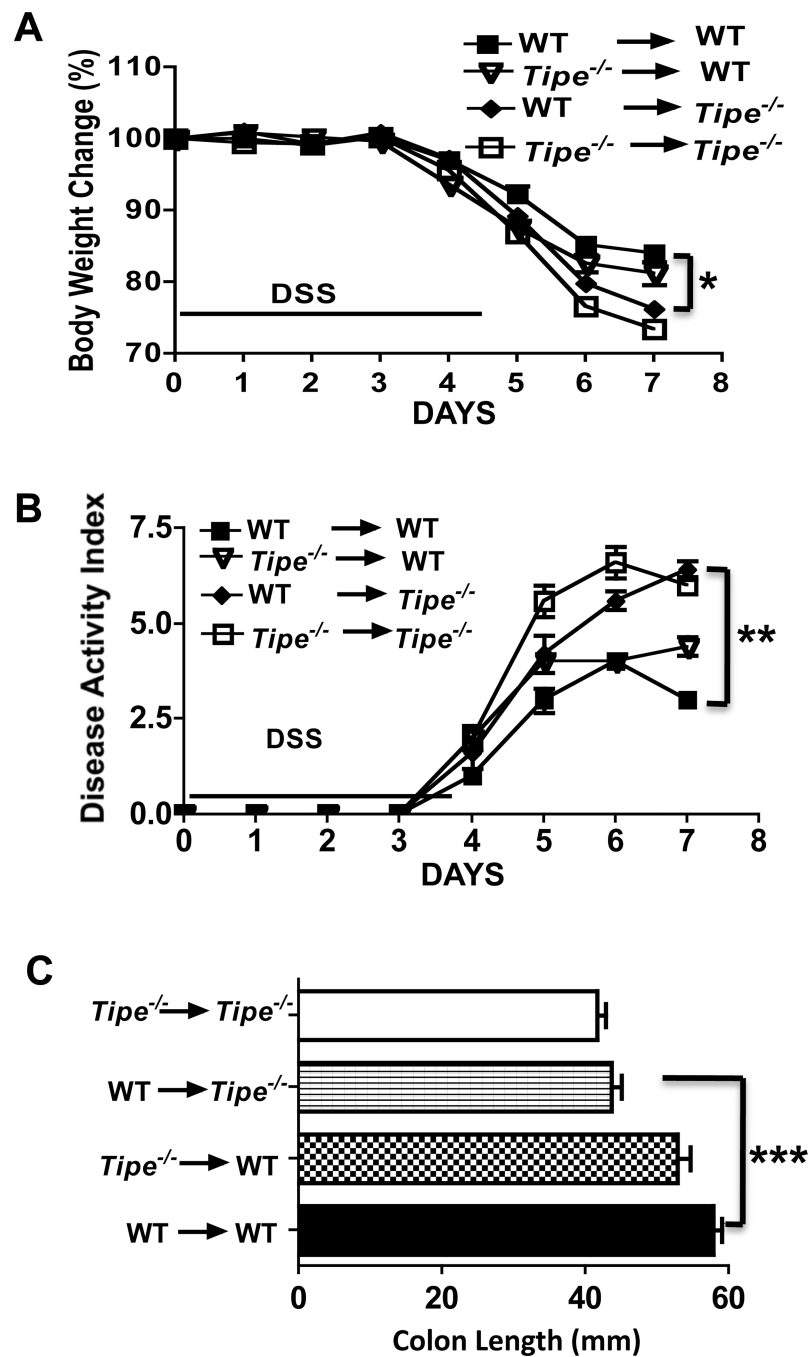 A
Body Weight Change (%)
110
100
90
80
70
WT → WT
Tipe-/- → WT
WT → Tipe-/-
Tipe-/- → Tipe-/-
DSS
*
0 1 2 3 4 5 6 7 8
DAYS
B
Disease Activity Index
7.5
5.0
2.5
0.0
WT → WT
Tipe-/- → WT
WT → Tipe-/-
Tipe-/- → Tipe-/-
DSS
**
0 1 2 3 4 5 6 7 8
DAYS
C
Tipe-/- → Tipe-/-
WT → Tipe-/-
Tipe-/- → WT
WT → WT
***
0 20 40 60
Colon Length (mm)